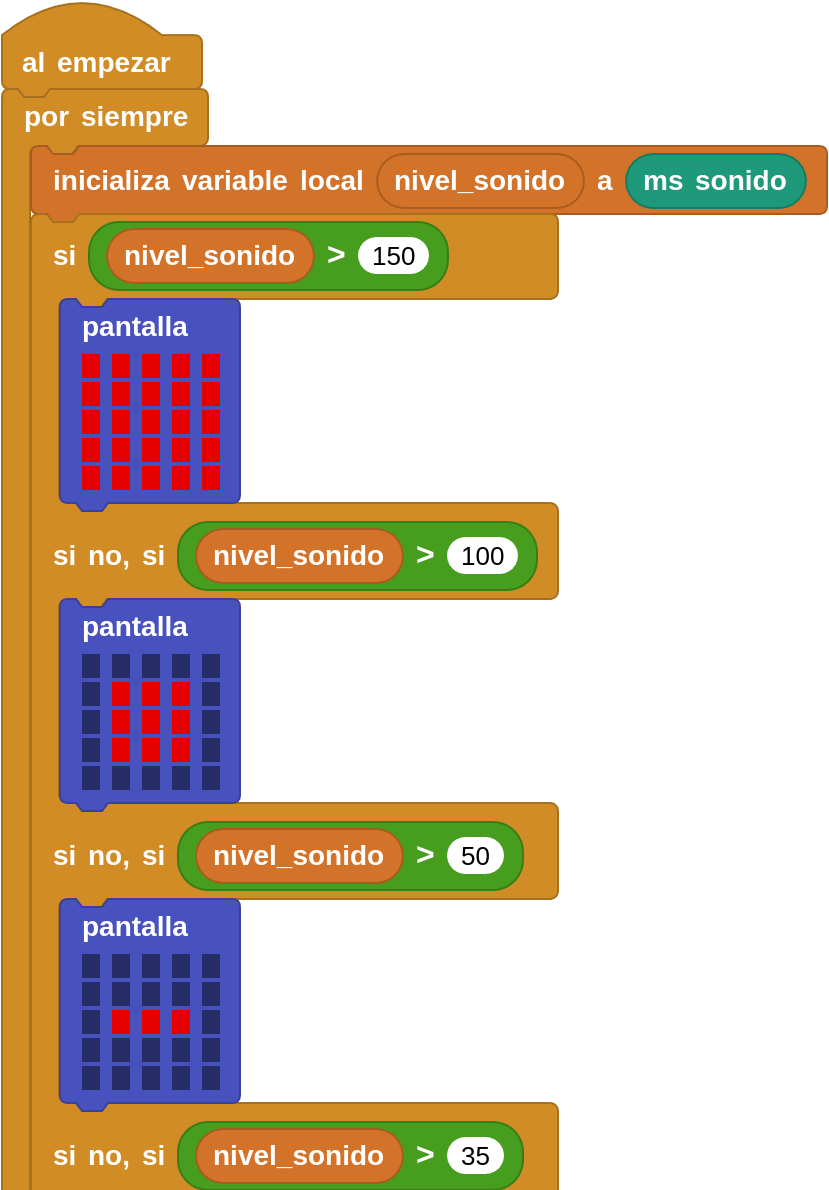 al empezar
por siempre
inicializa variable local nivel_sonido a ms sonido
si nivel_sonido > 150
pantalla
si no, si nivel_sonido > 100
pantalla
si no, si nivel_sonido > 50
pantalla
si no, si nivel_sonido > 35